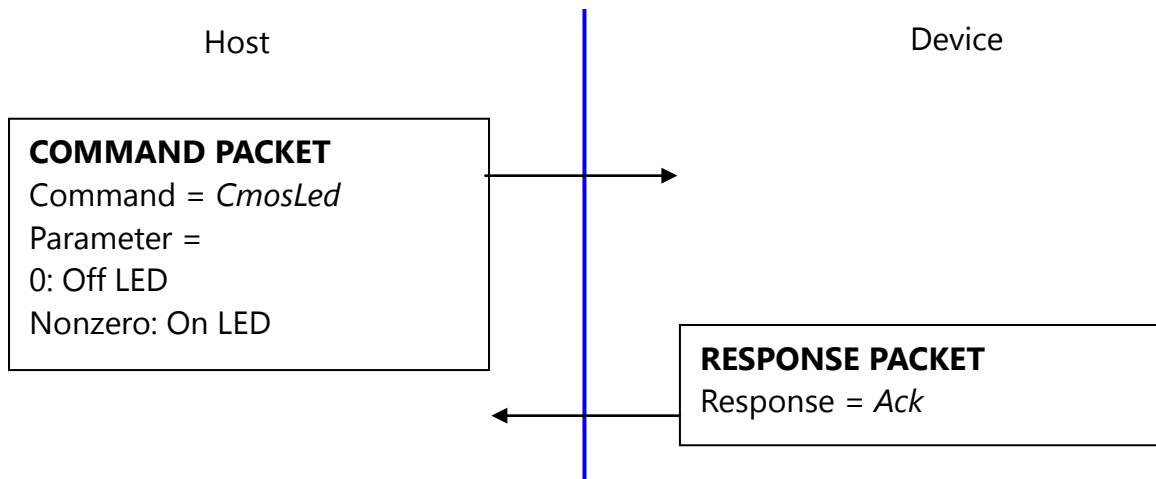 Host
Device
COMMAND PACKET
Command = CmosLed
Parameter =
0: Off LED
Nonzero: On LED
RESPONSE PACKET
Response = Ack